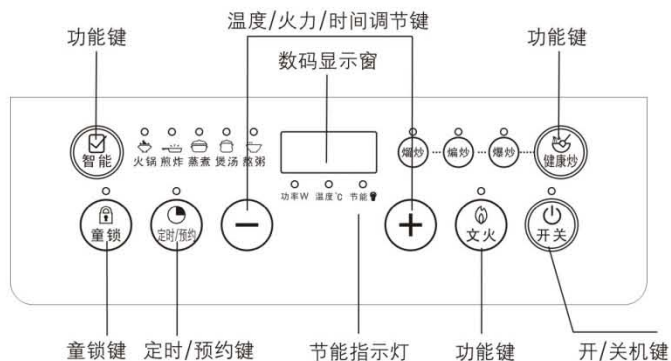 温度/火力/时间调节键
功能键
数码显示窗
功能键
智能
火锅 煎炸 蒸煮 煲汤 熬粥
熘炒 煸炒 爆炒
健康炒
功率W 温度℃ 节能
童锁
定时/预约
−
+
文火
开关
童锁键
定时/预约键
节能指示灯
功能键
开/关机键